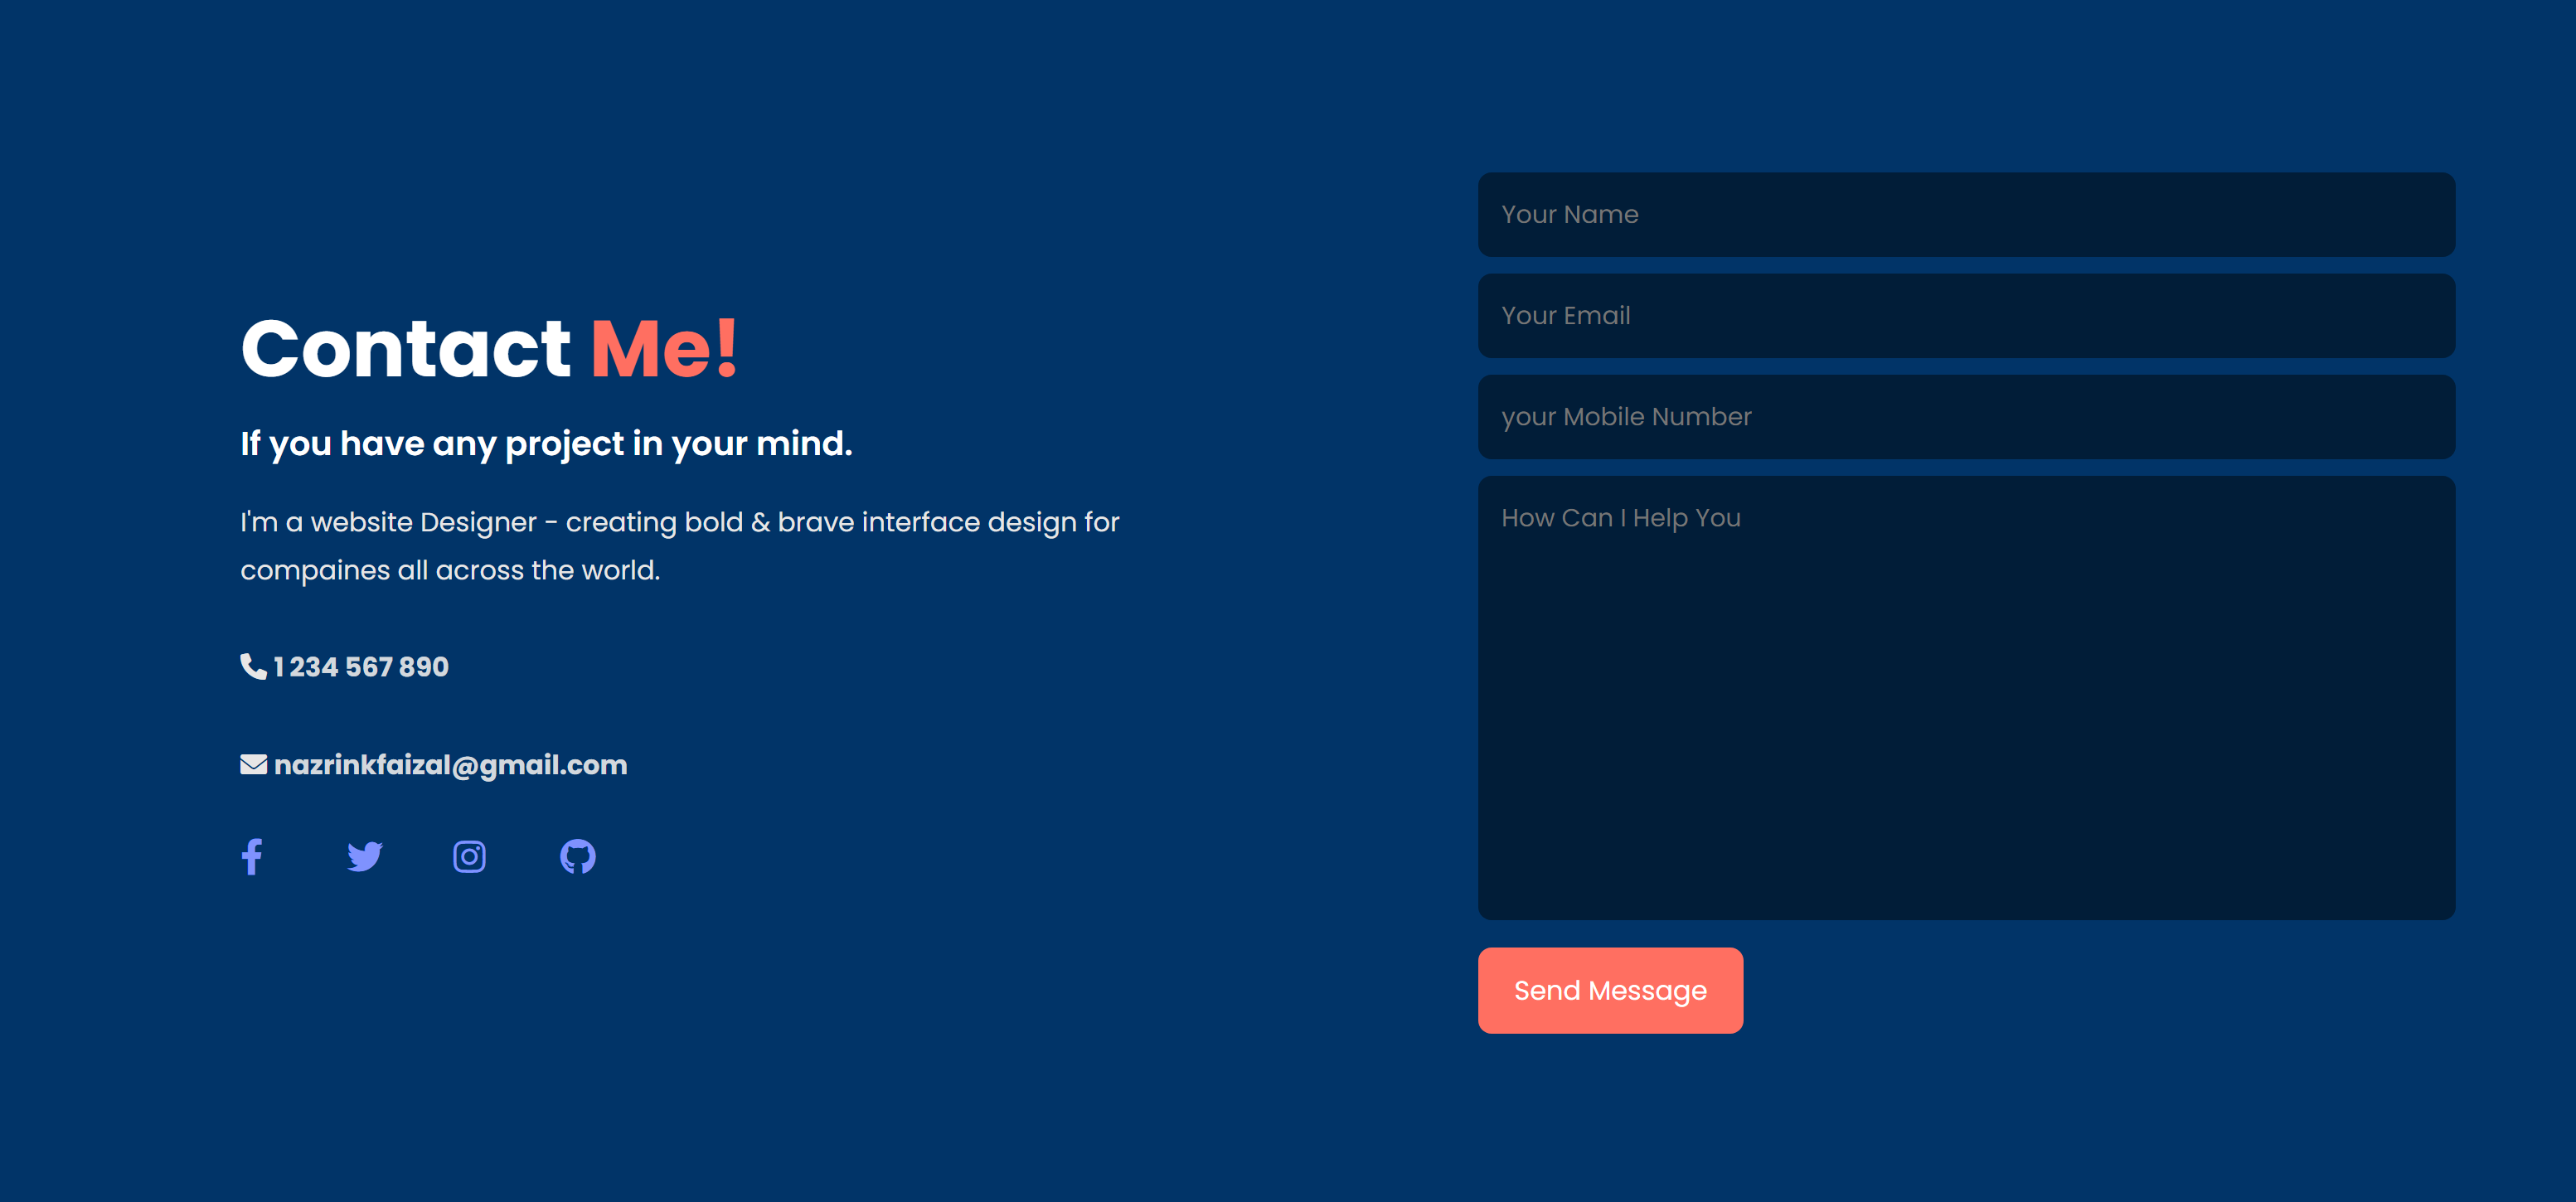 Contact Me!
If you have any project in your mind.
I'm a website Designer - creating bold & brave interface design for
compaines all across the world.
1 234 567 890
nazrinkfaizal@gmail.com
Your Name
Your Email
your Mobile Number
How Can I Help You
Send Message